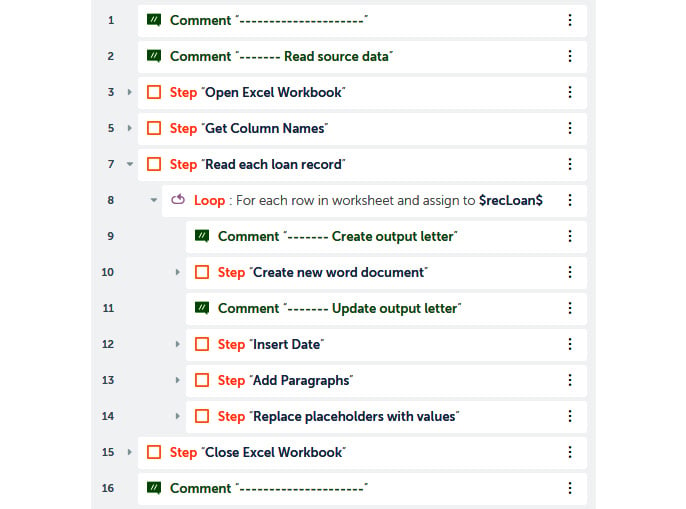 1 Comment "---------------------"
2 Comment "------- Read source data"
3 Step "Open Excel Workbook"
5 Step "Get Column Names"
7 Step "Read each loan record"
8 Loop : For each row in worksheet and assign to $recLoan$
9 Comment "------- Create output letter"
10 Step "Create new word document"
11 Comment "------- Update output letter"
12 Step "Insert Date"
13 Step "Add Paragraphs"
14 Step "Replace placeholders with values"
15 Step "Close Excel Workbook"
16 Comment "---------------------"